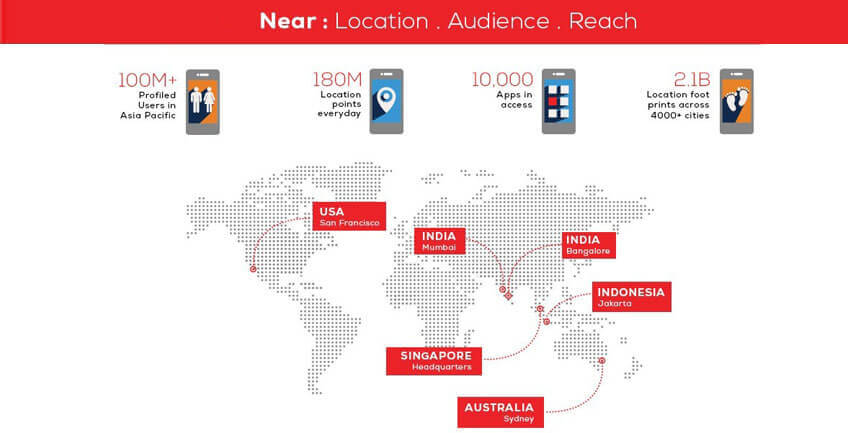 Near : Location . Audience . Reach
100M+
Profiled
Users in
Asia Pacific
180M
Location
points
everyday
10,000
Apps in
access
2.1B
Location foot
prints across
4000+ cities
USA
San Francisco
INDIA
Mumbai
INDIA
Bangalore
INDONESIA
Jakarta
SINGAPORE
Headquarters
AUSTRALIA
Sydney